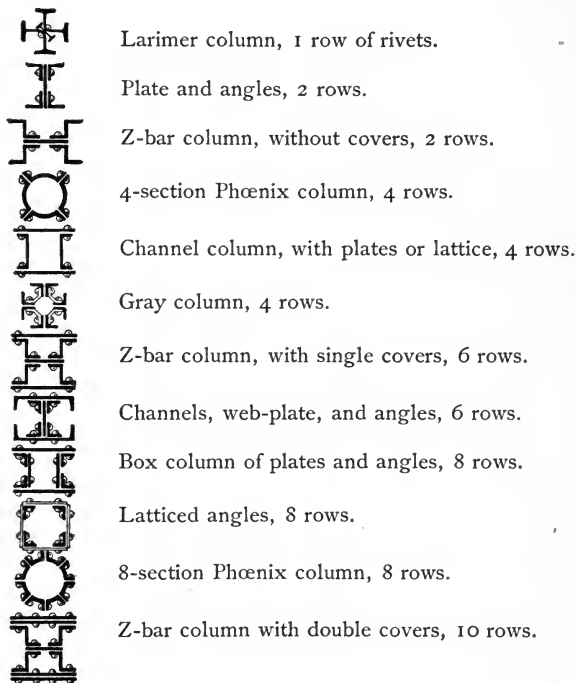 Larimer column, 1 row of rivets.
Plate and angles, 2 rows.
Z-bar column, without covers, 2 rows.
4-section Phœnix column, 4 rows.
Channel column, with plates or lattice, 4 rows.
Gray column, 4 rows.
Z-bar column, with single covers, 6 rows.
Channels, web-plate, and angles, 6 rows.
Box column of plates and angles, 8 rows.
Latticed angles, 8 rows.
8-section Phœnix column, 8 rows.
Z-bar column with double covers, 10 rows.